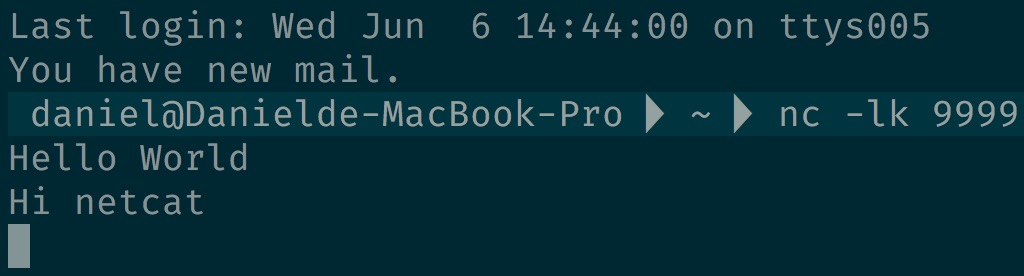 Last login: Wed Jun  6 14:44:00 on ttys005
You have new mail.
daniel@Danielde-MacBook-Pro ▶ ~ ▶ nc -lk 9999
Hello World
Hi netcat